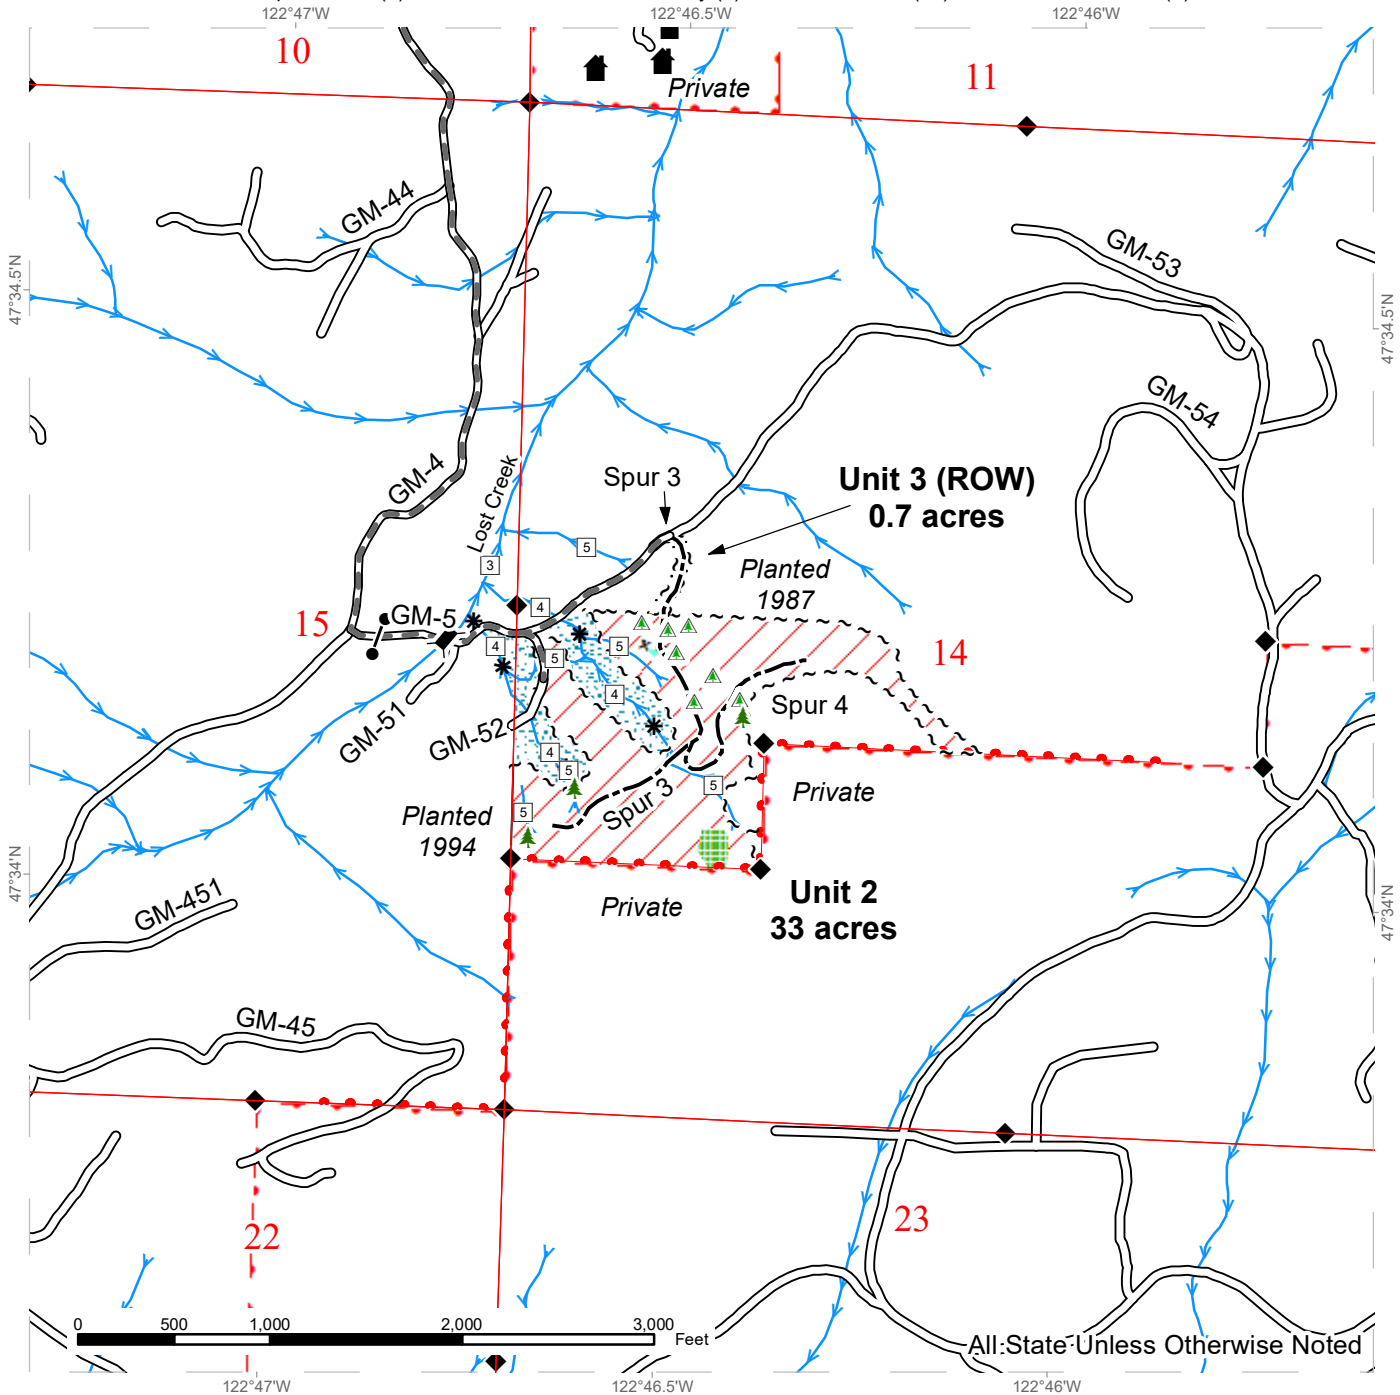 122°47'W
122°46.5'W
122°46'W
10
11
Private
GM-44
GM-53
47°34.5'N
47°34.5'N
GM-54
GM-4
Lost Creek
Spur 3
Unit 3 (ROW)
0.7 acres
5
3
Planted
1987
4
15
GM-5
4
5
5
14
4
Spur 4
GM-51
GM-52
4
5
5
Private
Spur 3
5
Planted
1994
47°34'N
Unit 2
33 acres
Private
47°34'N
GM-451
GM-45
22
23
0
500
1,000
2,000
3,000
Feet
All State Unless Otherwise Noted
122°47'W
122°46.5'W
122°46'W